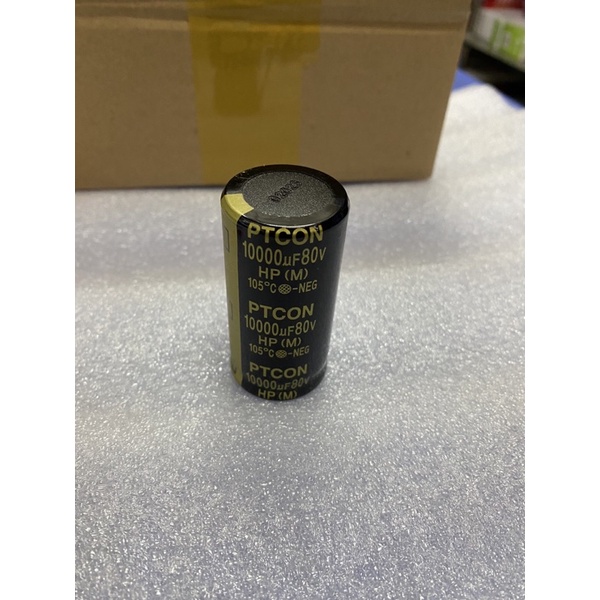 PTCON
10000µF80V
HP (M)
105°C -NEG
PTCON
10000µF80V
HP (M)
105°C -NEG
PTCON
10000µF80V
HP (M)